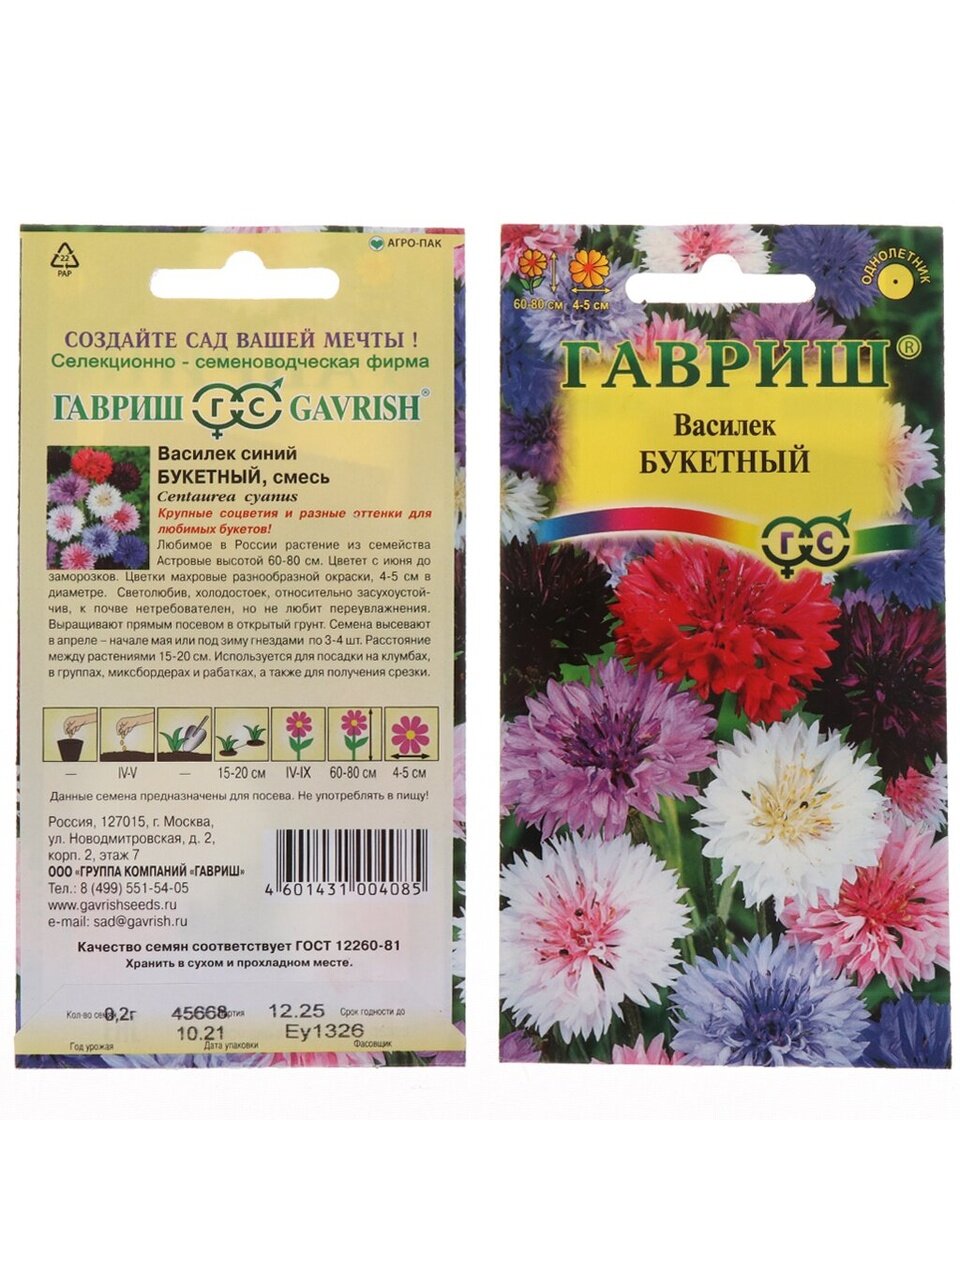 22
PAP
АГРО-ПАК
СОЗДАЙТЕ САД ВАШЕЙ МЕЧТЫ !
Селекционно - семеноводческая фирма
ГАВРИШ ГС GAVRISH®
Василек синий
БУКЕТНЫЙ, смесь
Centaurea cyanus
Крупные соцветия и разные оттенки для
любимых букетов!
Любимое в России растение из семейства
Астровые высотой 60-80 см. Цветет с июня до
заморозков. Цветки махровые разнообразной окраски, 4-5 см в
диаметре. Светолюбив, холодостоек, относительно засухоустой-
чив, к почве нетребователен, но не любит переувлажнения.
Выращивают прямым посевом в открытый грунт. Семена высевают
в апреле – начале мая или под зиму гнездами по 3-4 шт. Расстояние
между растениями 15-20 см. Используется для посадки на клумбах,
в группах, миксбордерах и рабатках, а также для получения срезки.
— IV-V — 15-20 см IV-IX 60-80 см 4-5 см
Данные семена предназначены для посева. Не употреблять в пищу!
Россия, 127015, г. Москва,
ул. Новодмитровская, д. 2,
корп. 2, этаж 7
ООО «ГРУППА КОМПАНИЙ «ГАВРИШ»
Тел.: 8 (499) 551-54-05
www.gavrishseeds.ru
e-mail: sad@gavrish.ru
4 601431 004085
Качество семян соответствует ГОСТ 12260-81
Хранить в сухом и прохладном месте.
Кол-во 0,2г 45668 12.25 Срок годности до
10.21 Еу1326
Год урожая Дата упаковки Фасовщик
60-80 см 4-5 см
ОДНОЛЕТНИК
ГАВРИШ®
Василек
БУКЕТНЫЙ
ГС